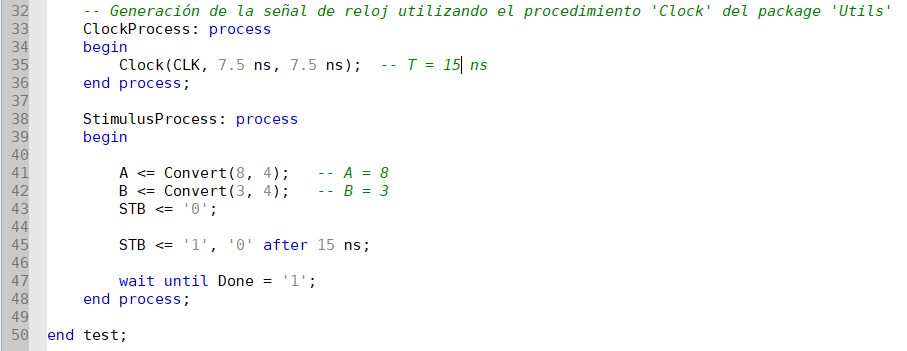 32 -- Generación de la señal de reloj utilizando el procedimiento 'Clock' del package 'Utils'
33 ClockProcess: process
34 begin
35 Clock(CLK, 7.5 ns, 7.5 ns); -- T = 15 ns
36 end process;
37
38 StimulusProcess: process
39 begin
40
41 A <= Convert(8, 4); -- A = 8
42 B <= Convert(3, 4); -- B = 3
43 STB <= '0';
44
45 STB <= '1', '0' after 15 ns;
46
47 wait until Done = '1';
48 end process;
49
50 end test;